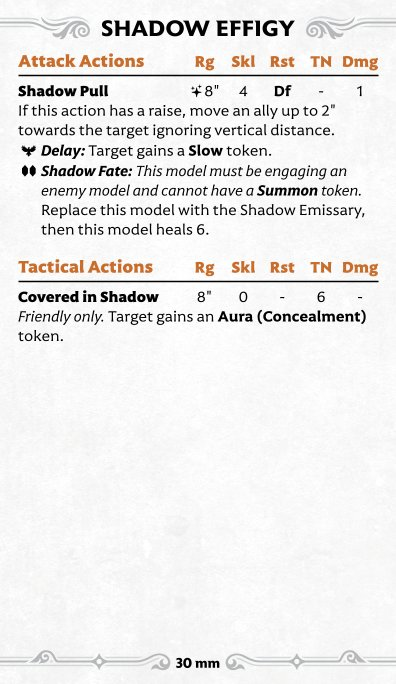 SHADOW EFFIGY
Attack Actions Rg Skl Rst TN Dmg
Shadow Pull 8" 4 Df - 1
If this action has a raise, move an ally up to 2"
towards the target ignoring vertical distance.
Delay: Target gains a Slow token.
Shadow Fate: This model must be engaging an
enemy model and cannot have a Summon token.
Replace this model with the Shadow Emissary,
then this model heals 6.
Tactical Actions Rg Skl Rst TN Dmg
Covered in Shadow 8" 0 - 6 -
Friendly only. Target gains an Aura (Concealment)
token.
30 mm